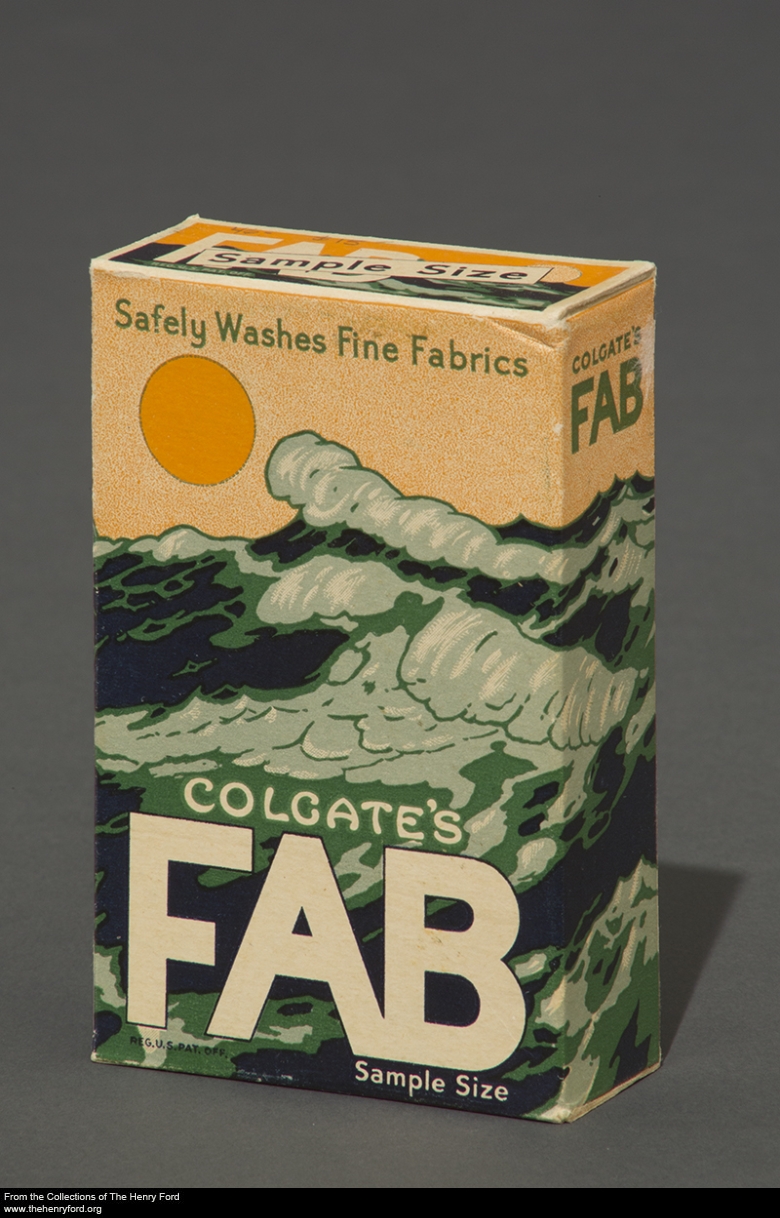 FAB
Sample Size
Safely Washes Fine Fabrics
COLGATE'S
FAB
COLGATE'S
FAB
REG.U.S.PAT. OFF.
Sample Size
From the Collections of The Henry Ford
www.thehenryford.org